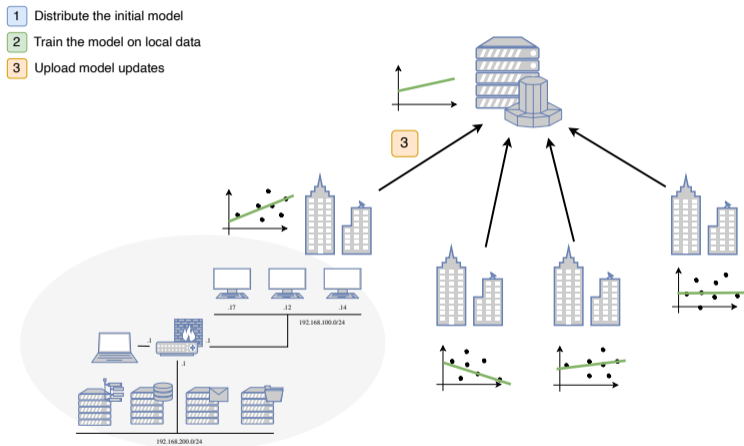 1 Distribute the initial model
2 Train the model on local data
3 Upload model updates
3
.17 .12 .14
192.168.100.0/24
.1 .1
.1
192.168.200.0/24